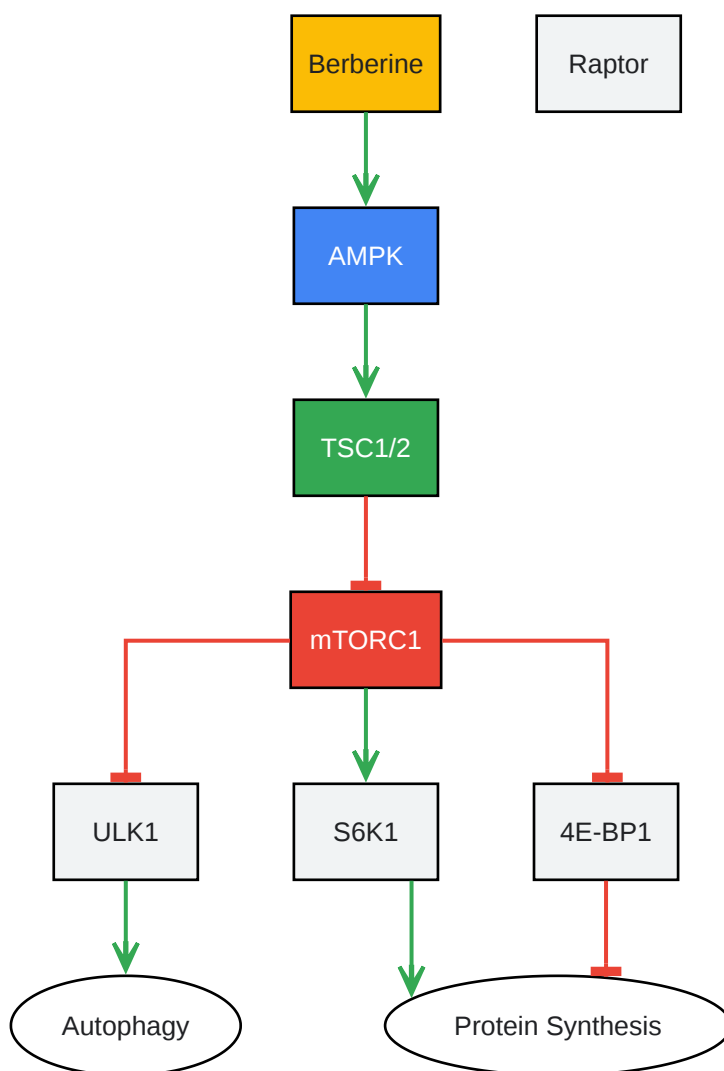 Berberine
Raptor
AMPK
TSC1/2
mTORC1
ULK1
S6K1
4E-BP1
Autophagy
Protein Synthesis